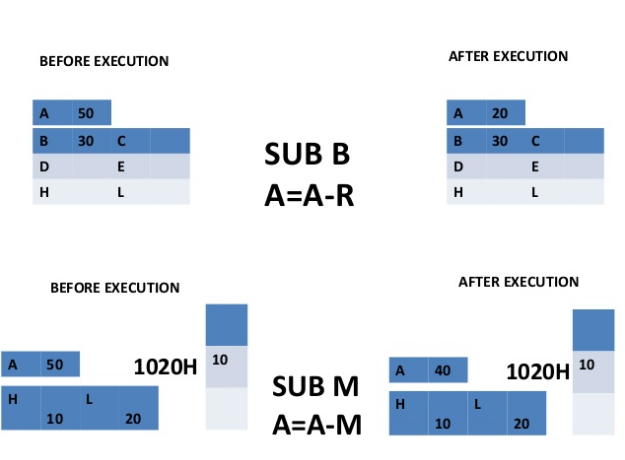 BEFORE EXECUTION
AFTER EXECUTION
A 50
B 30 C
D E
H L
SUB B
A=A-R
A 20
B 30 C
D E
H L
BEFORE EXECUTION
AFTER EXECUTION
A 50
1020H 10
H L
10 20
SUB M
A=A-M
A 40
1020H 10
H L
10 20